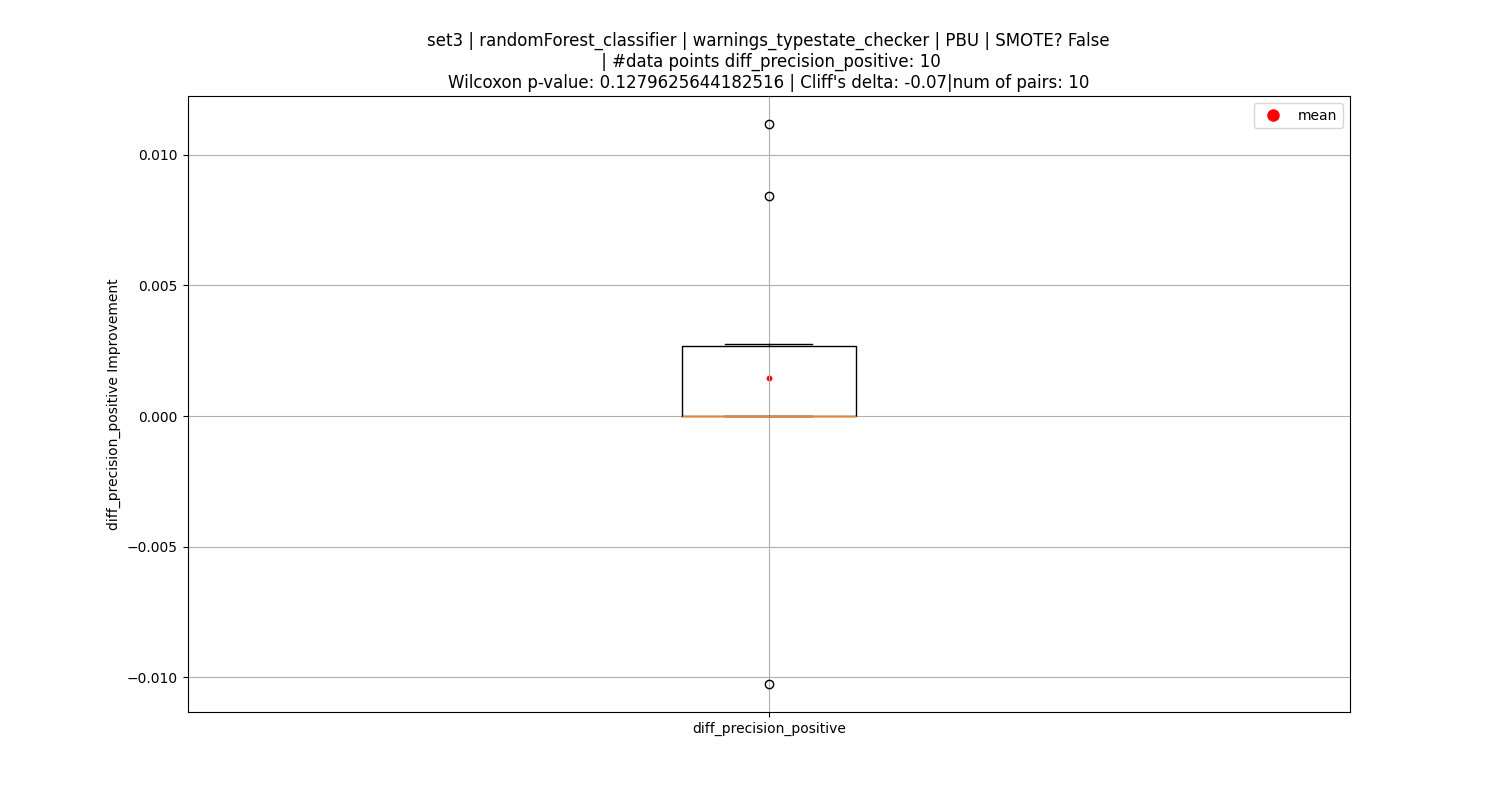 set3 | randomForest_classifier | warnings_typestate_checker | PBU | SMOTE? False
| #data points diff_precision_positive: 10
Wilcoxon p-value: 0.1279625644182516 | Cliff's delta: -0.07|num of pairs: 10
mean
0.010
0.005
0.000
−0.005
−0.010
diff_precision_positive Improvement
diff_precision_positive